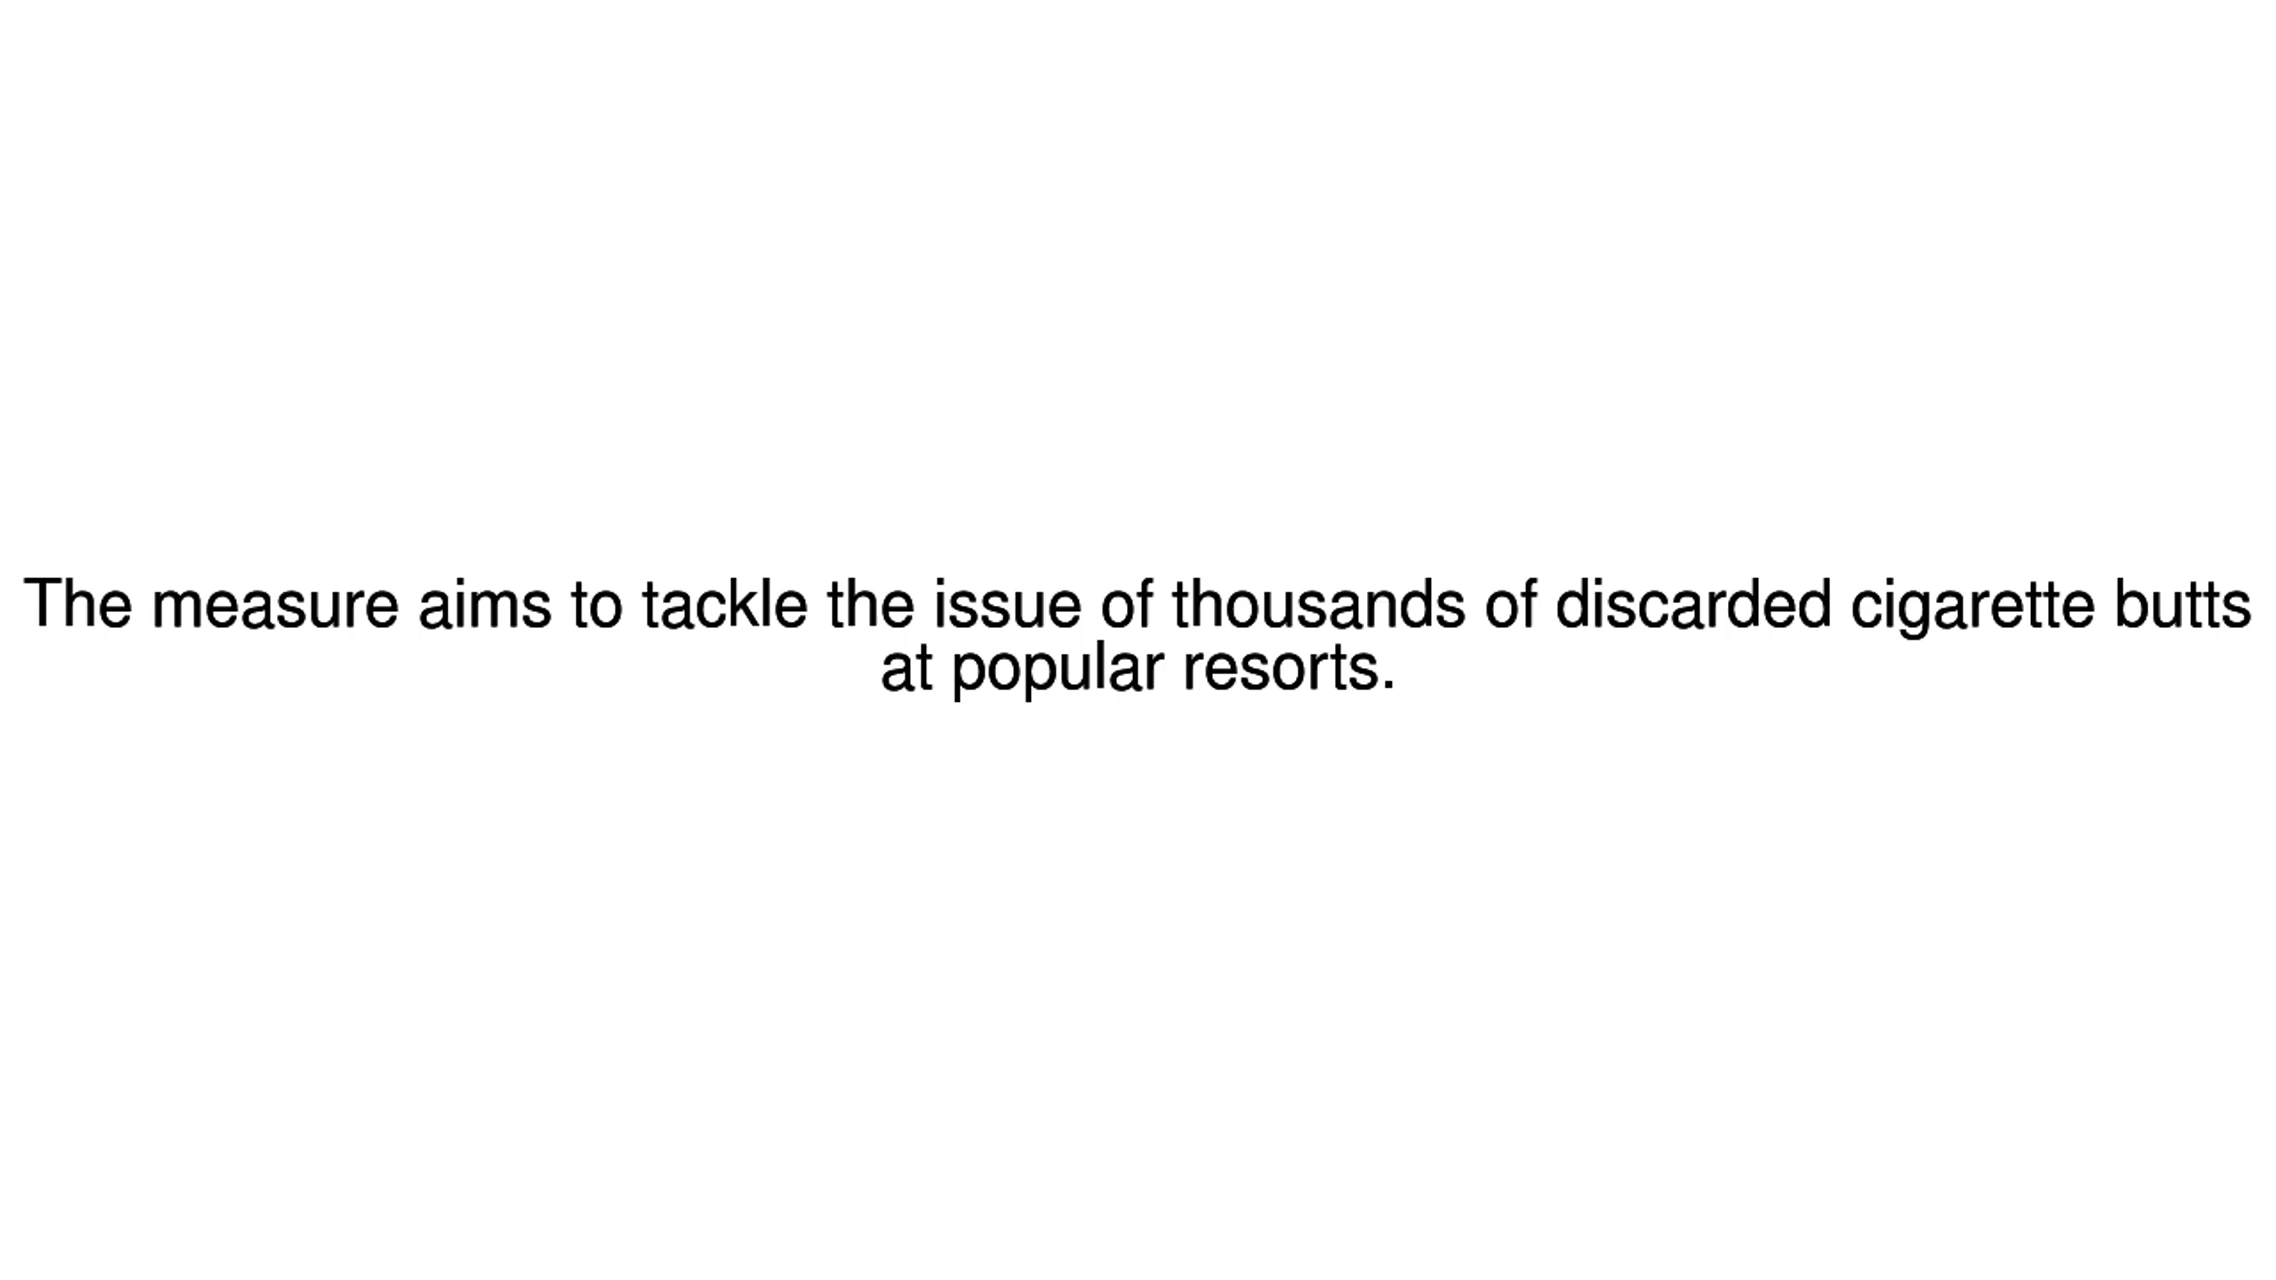 The measure aims to tackle the issue of thousands of discarded cigarette butts
at popular resorts.